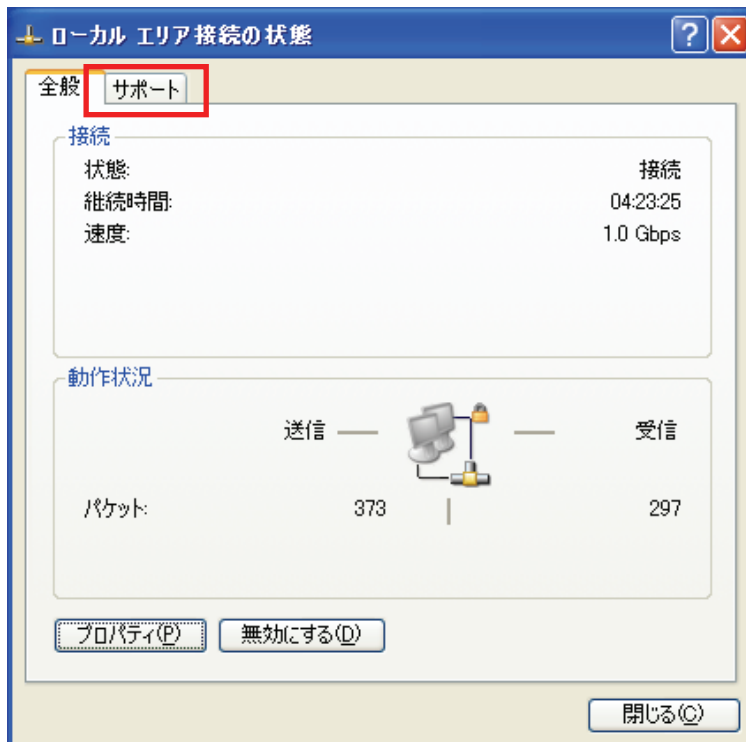 ローカル エリア接続の状態
全般 サポート
接続
状態: 接続
継続時間: 04:23:25
速度: 1.0 Gbps
動作状況
送信 受信
パケット: 373 297
プロパティ(P) 無効にする(D)
閉じる(C)